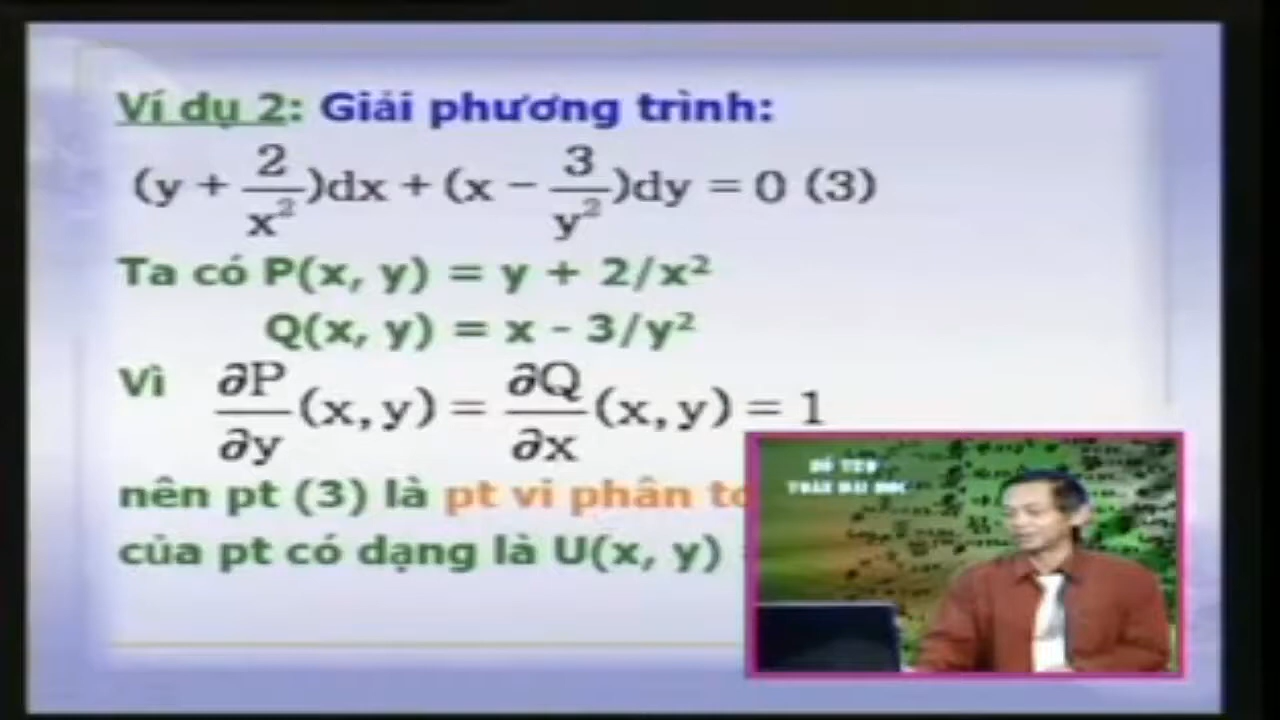 Ví dụ 2: Giải phương trình:
(y + 2/x²)dx + (x − 3/y²)dy = 0 (3)
Ta có P(x, y) = y + 2/x²
Q(x, y) = x - 3/y²
Vì ∂P/∂y (x, y) = ∂Q/∂x (x, y) = 1
nên pt (3) là pt vi phân
của pt có dạng là U(x, y)